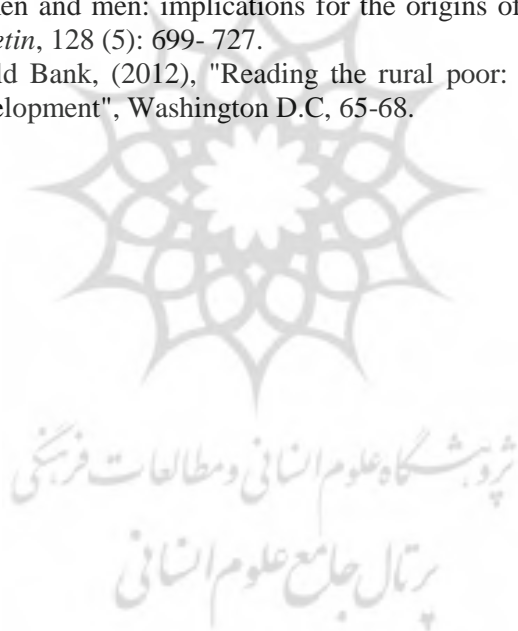 en and men: implications for the origins of
etin, 128 (5): 699- 727.
ld Bank, (2012), "Reading the rural poor:
elopment", Washington D.C, 65-68.
پژوهشگاه علوم انسانی و مطالعات فرهنگی
پرتال جامع علوم انسانی